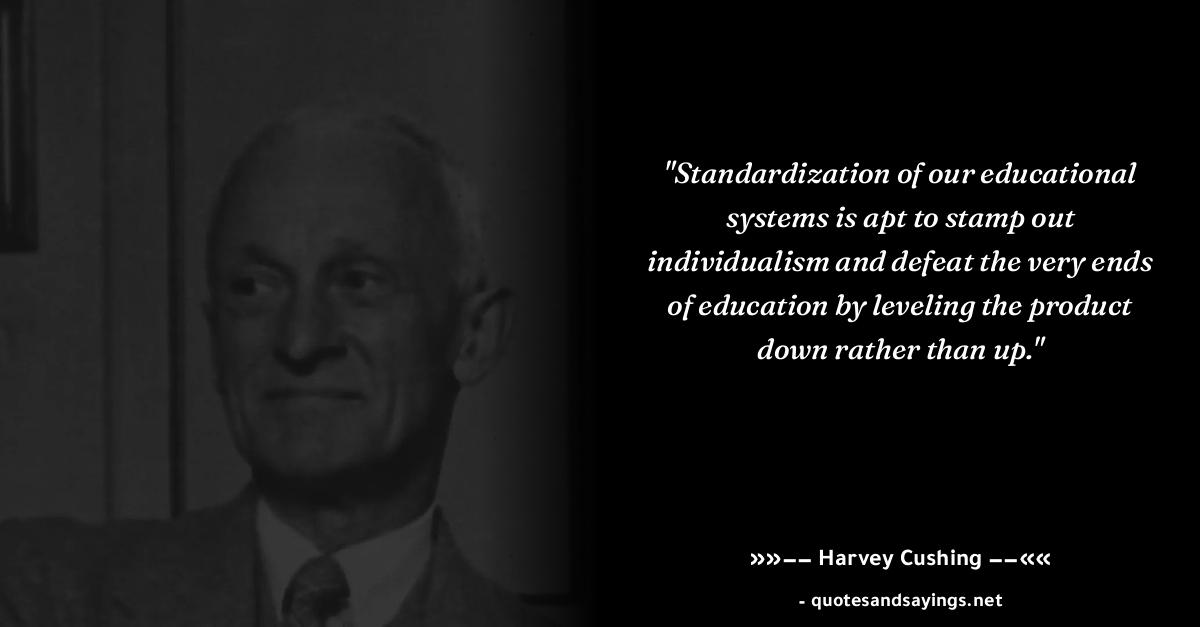 "Standardization of our educational
systems is apt to stamp out
individualism and defeat the very ends
of education by leveling the product
down rather than up."
»»–– Harvey Cushing ––««
- quotesandsayings.net